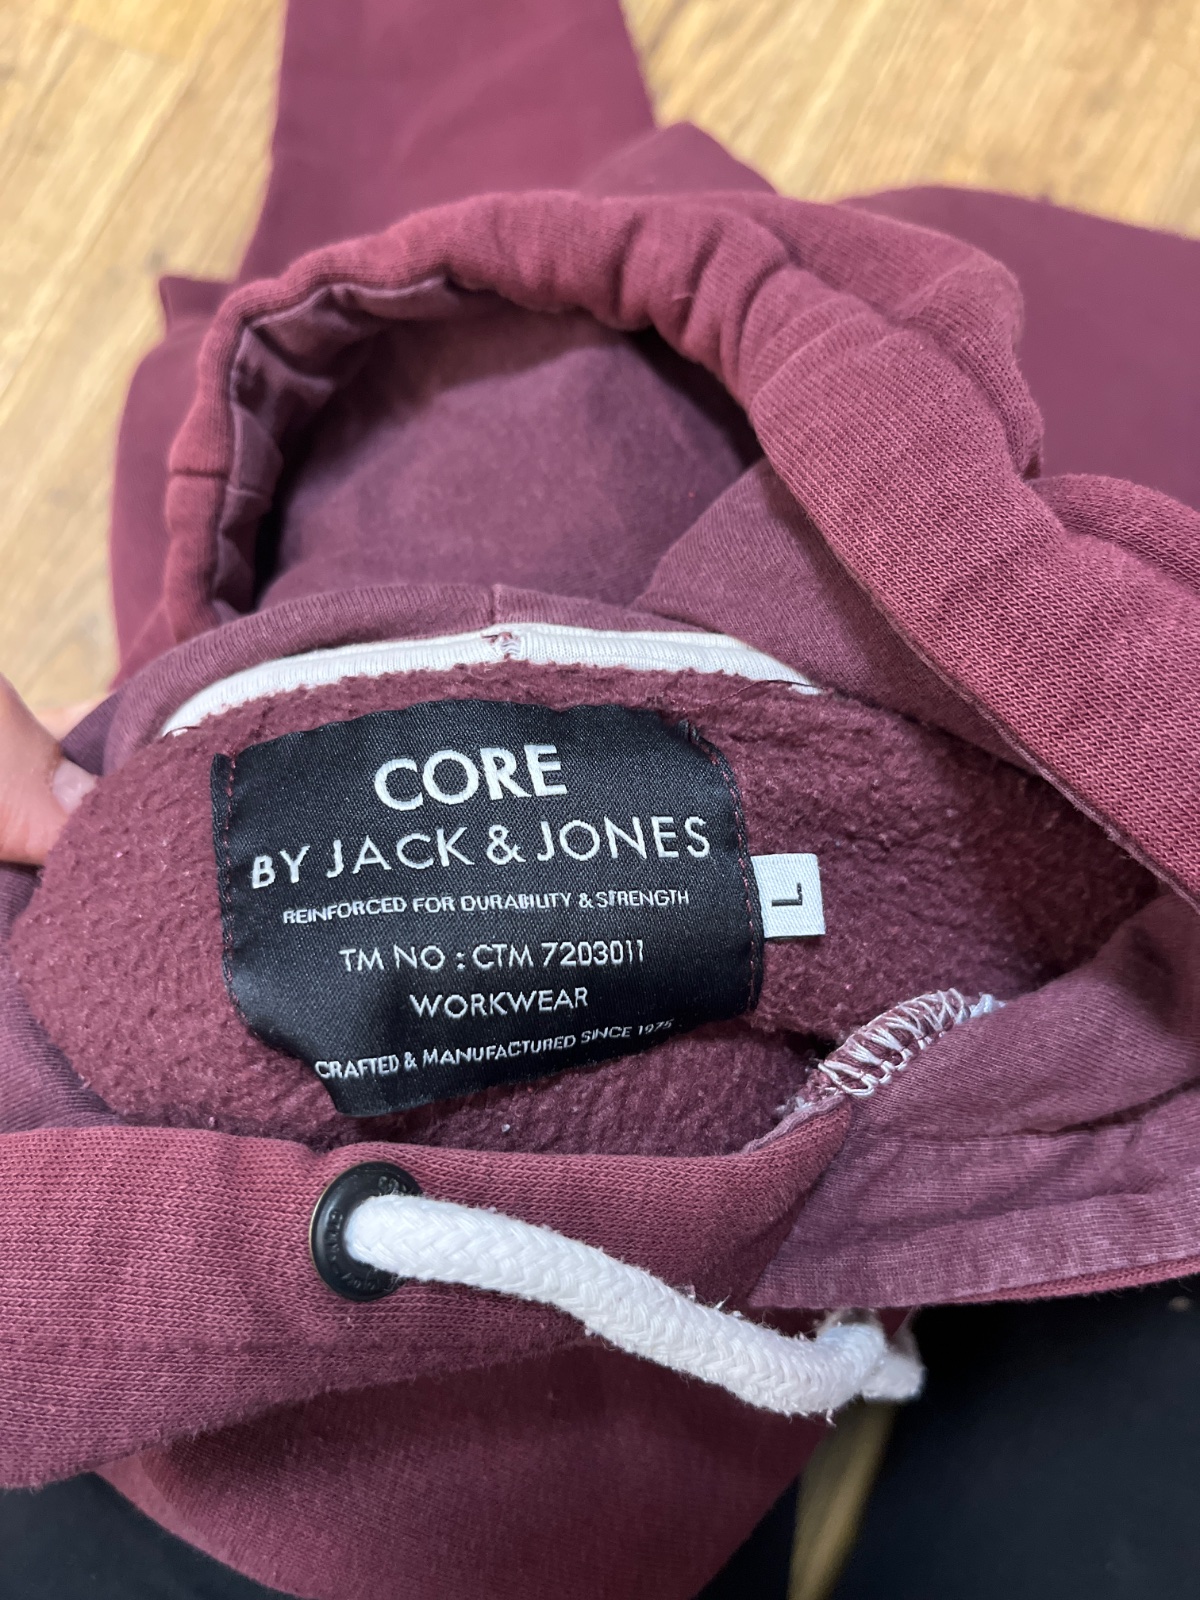 CORE
BY JACK & JONES
REINFORCED FOR DURABILITY & STRENGTH
TM NO : CTM 7203011
WORKWEAR
CRAFTED & MANUFACTURED SINCE 1975
L